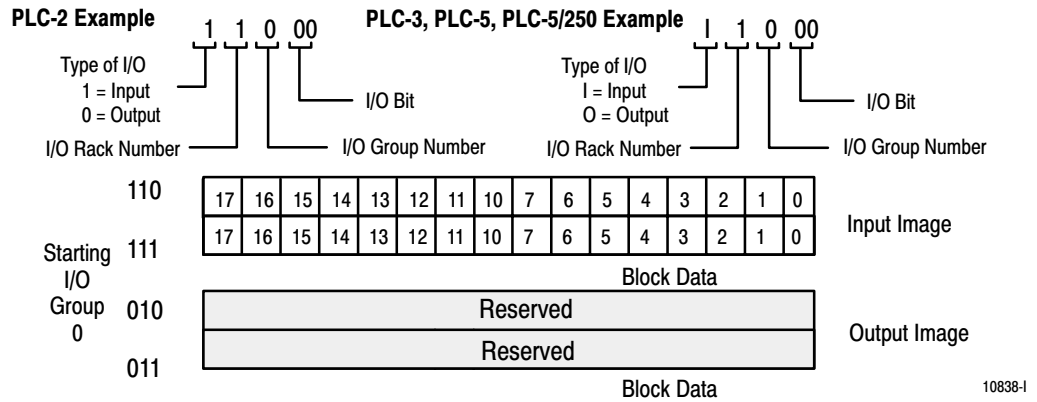 PLC-2 Example
1 1 0 00
Type of I/O
1 = Input
0 = Output
I/O Bit
I/O Rack Number
I/O Group Number
PLC-3, PLC-5, PLC-5/250 Example
I 1 0 00
Type of I/O
I = Input
O = Output
I/O Bit
I/O Rack Number
I/O Group Number
110
17 16 15 14 13 12 11 10 7 6 5 4 3 2 1 0
111
17 16 15 14 13 12 11 10 7 6 5 4 3 2 1 0
Input Image
Block Data
Starting
I/O
Group
0
010
Reserved
011
Reserved
Output Image
Block Data
10838-I